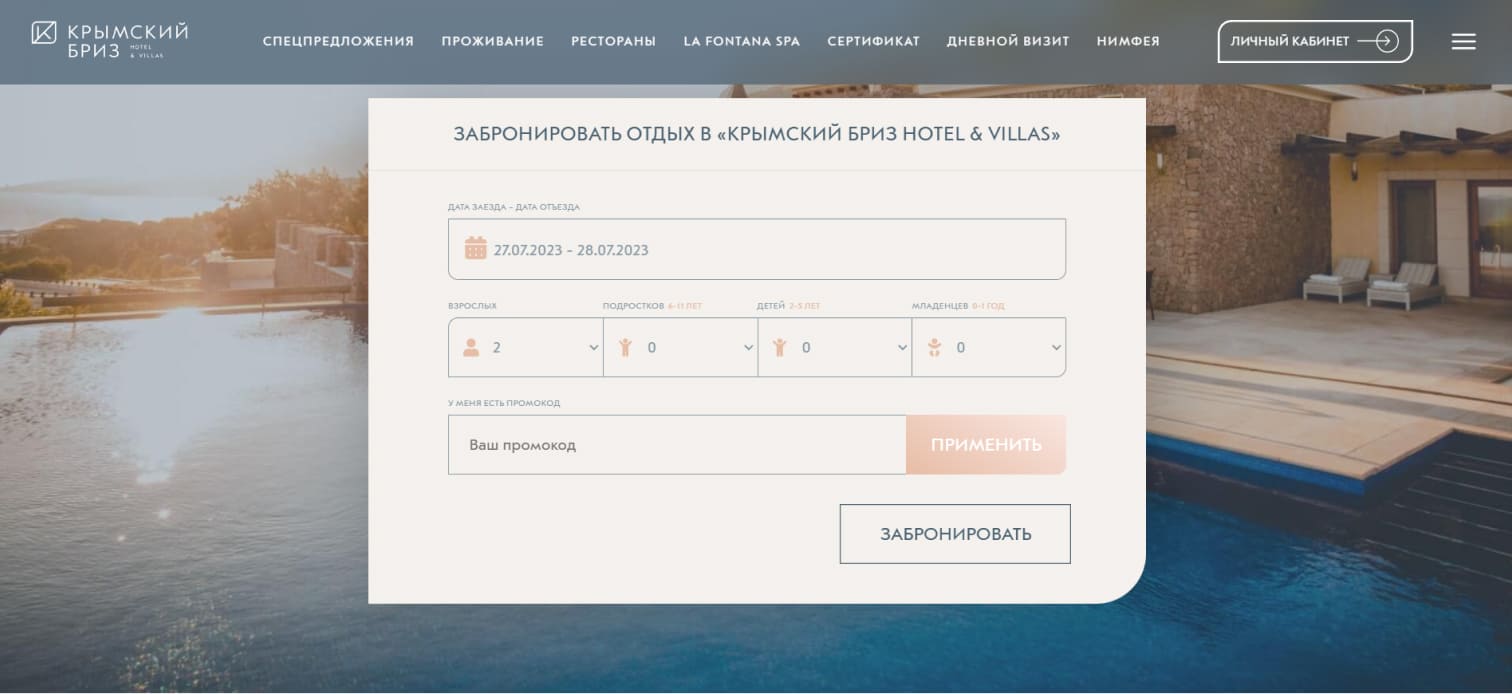 КРЫМСКИЙ
БРИЗ HOTEL & VILLAS
СПЕЦПРЕДЛОЖЕНИЯ ПРОЖИВАНИЕ РЕСТОРАНЫ LA FONTANA SPA СЕРТИФИКАТ ДНЕВНОЙ ВИЗИТ НИМФЕЯ ЛИЧНЫЙ КАБИНЕТ
ЗАБРОНИРОВАТЬ ОТДЫХ В «КРЫМСКИЙ БРИЗ HOTEL & VILLAS»
ДАТА ЗАЕЗДА – ДАТА ОТЪЕЗДА
27.07.2023 - 28.07.2023
ВЗРОСЛЫХ ПОДРОСТКОВ 6-11 ЛЕТ ДЕТЕЙ 2-5 ЛЕТ МЛАДЕНЦЕВ 0-1 ГОД
2 0 0 0
У МЕНЯ ЕСТЬ ПРОМОКОД
Ваш промокод ПРИМЕНИТЬ
ЗАБРОНИРОВАТЬ